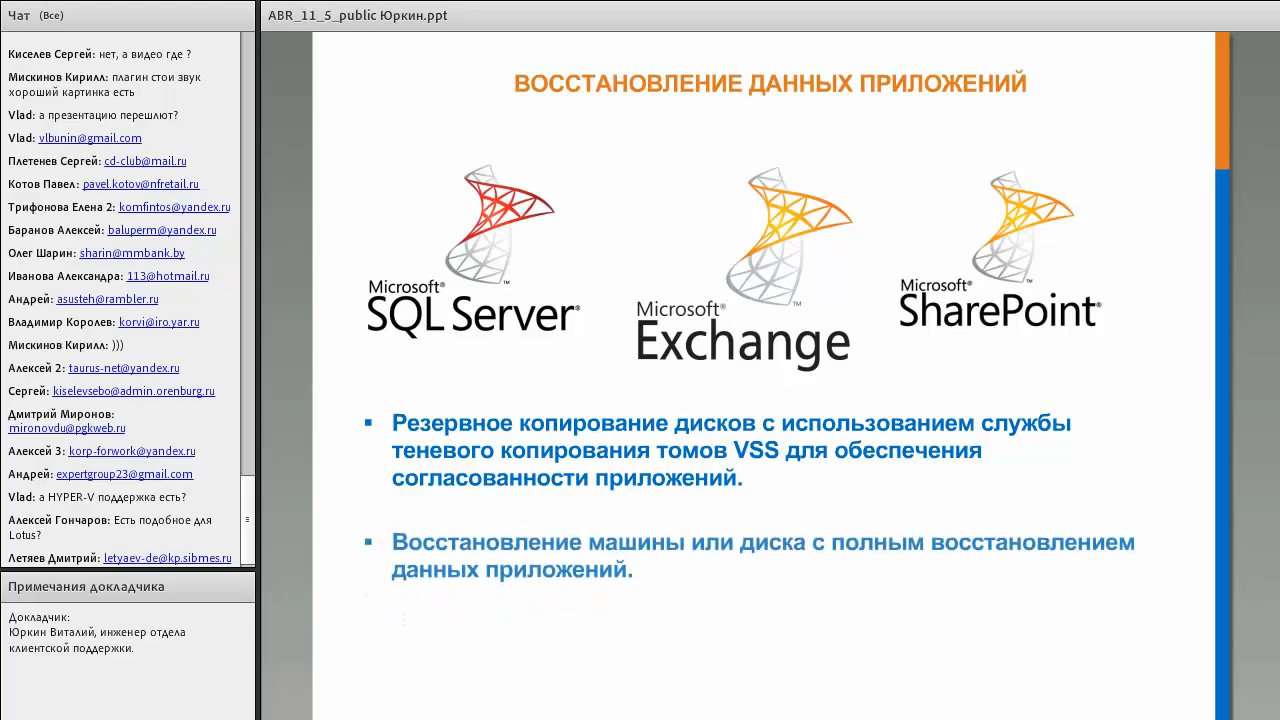 Чат (Все)
Киселев Сергей: нет, а видео где ?
Мискинов Кирилл: плагин стои звук
хороший картинка есть
Vlad: а презентацию перешлют?
Vlad: vlbunin@gmail.com
Плетенев Сергей: cd-club@mail.ru
Котов Павел: pavel.kotov@nfretail.ru
Трифонова Елена 2: komfintos@yandex.ru
Баранов Алексей: baluperm@yandex.ru
Олег Шарин: sharin@mmbank.by
Иванова Александра: 113@hotmail.ru
Андрей: asusteh@rambler.ru
Владимир Королев: korvi@iro.yar.ru
Мискинов Кирилл: )))
Алексей 2: taurus-net@yandex.ru
Сергей: kiselevsebo@admin.orenburg.ru
Дмитрий Миронов:
mironovdu@pgkweb.ru
Алексей 3: korp-forwork@yandex.ru
Андрей: expertgroup23@gmail.com
Vlad: а HYPER-V поддержка есть?
Алексей Гончаров: Есть подобное для
Lotus?
Летяев Дмитрий: letyaev-de@kp.sibmes.ru
Примечания докладчика
Докладчик:
Юркин Виталий, инженер отдела
клиентской поддержки.
ABR_11_5_public Юркин.ppt
ВОССТАНОВЛЕНИЕ ДАННЫХ ПРИЛОЖЕНИЙ
Microsoft®
SQL Server®
Microsoft®
Exchange
Microsoft®
SharePoint®
▪ Резервное копирование дисков с использованием службы
теневого копирования томов VSS для обеспечения
согласованности приложений.
▪ Восстановление машины или диска с полным восстановлением
данных приложений.